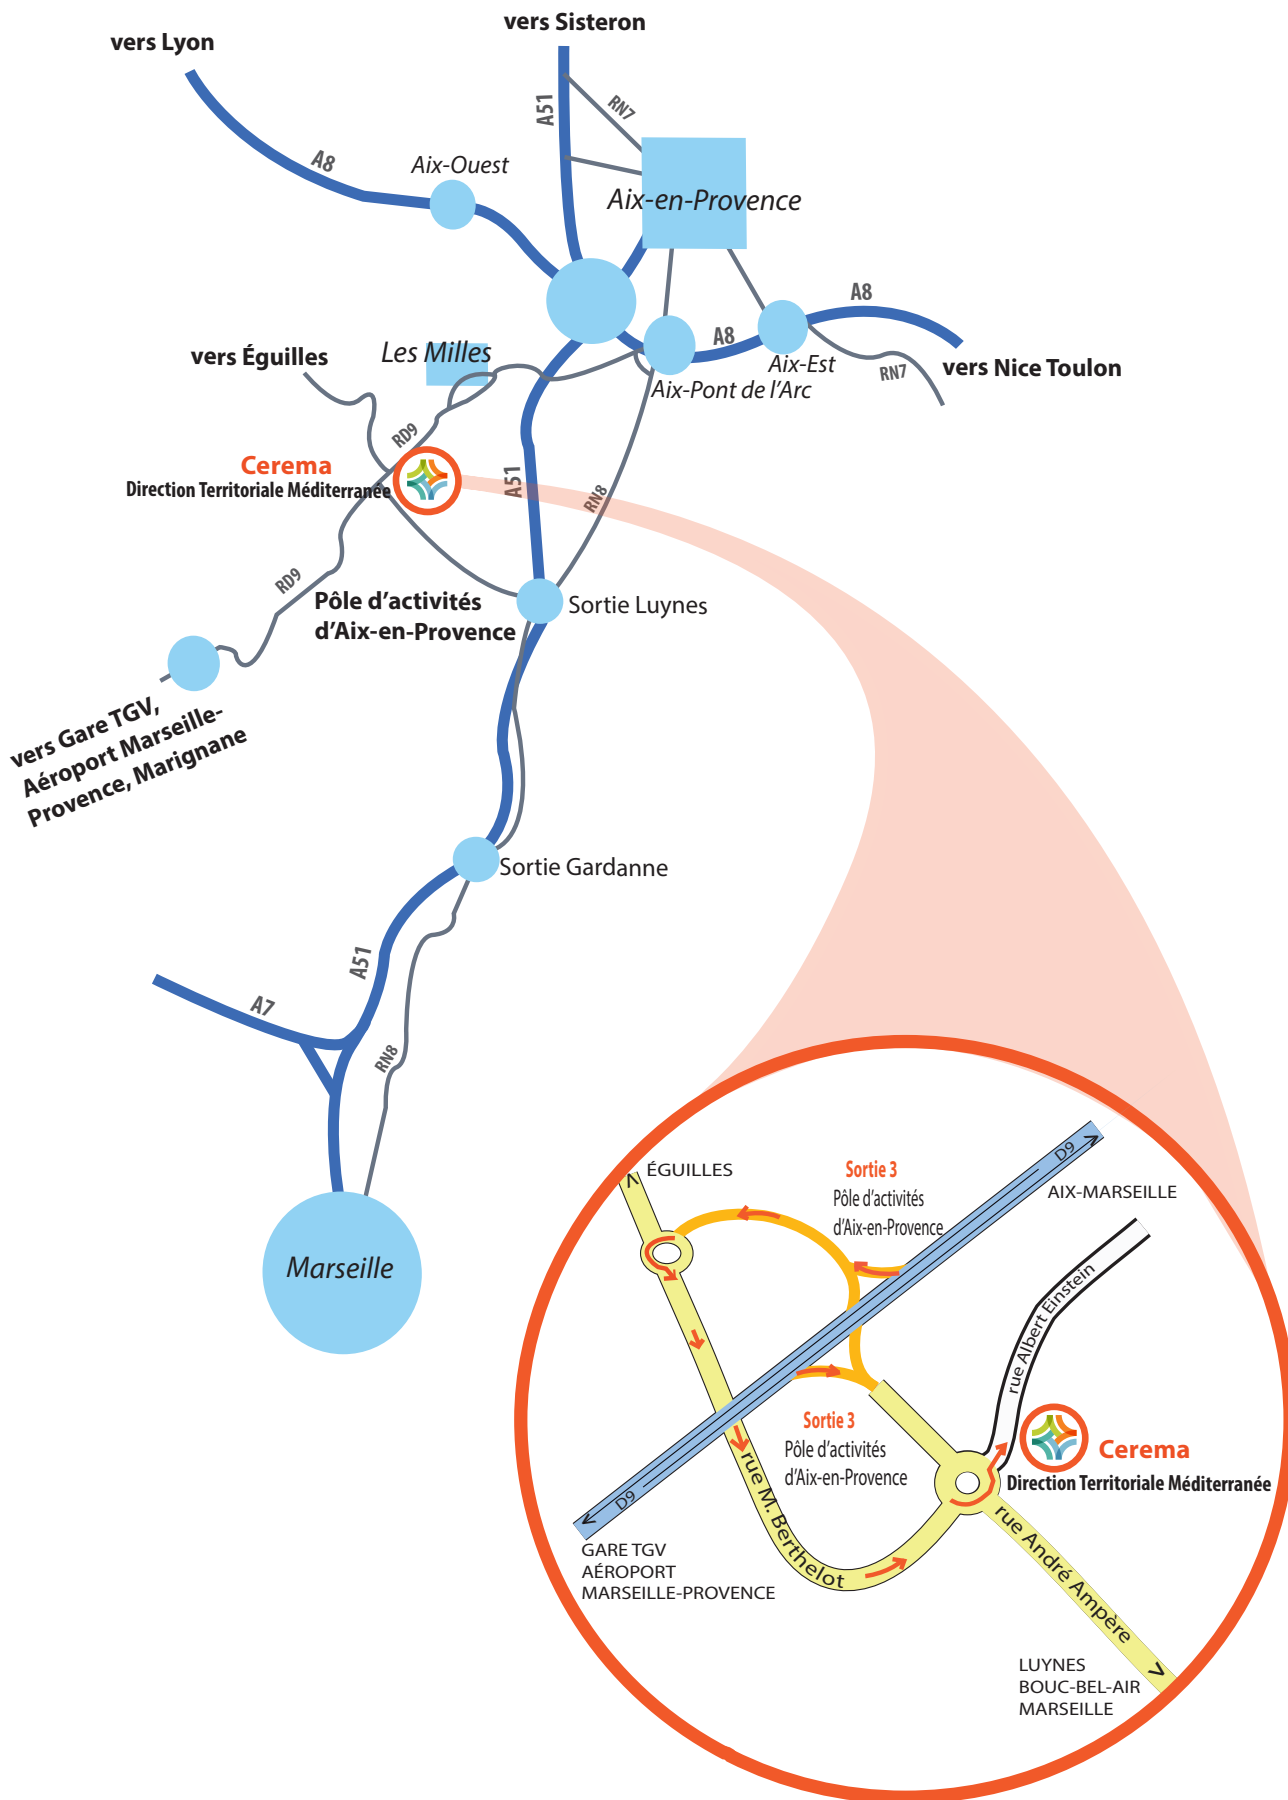 vers Sisteron
vers Lyon
A51
RN7
A8
Aix-Ouest
Aix-en-Provence
A8
A8
vers Éguilles
Les Milles
Aix-Est
vers Nice Toulon
RN7
Aix-Pont de l'Arc
RD9
Cerema
Direction Territoriale Méditerranée
A51
RN8
RD9
Pôle d'activités
d'Aix-en-Provence
Sortie Luynes
vers Gare TGV,
Aéroport Marseille-
Provence, Marignane
Sortie Gardanne
A51
A7
RN8
Marseille
ÉGUILLES
Sortie 3
Pôle d'activités
d'Aix-en-Provence
D9
AIX-MARSEILLE
rue Albert Einstein
Sortie 3
Pôle d'activités
d'Aix-en-Provence
Cerema
Direction Territoriale Méditerranée
D9
rue M. Berthelot
rue André Ampère
GARE TGV
AÉROPORT
MARSEILLE-PROVENCE
LUYNES
BOUC-BEL-AIR
MARSEILLE